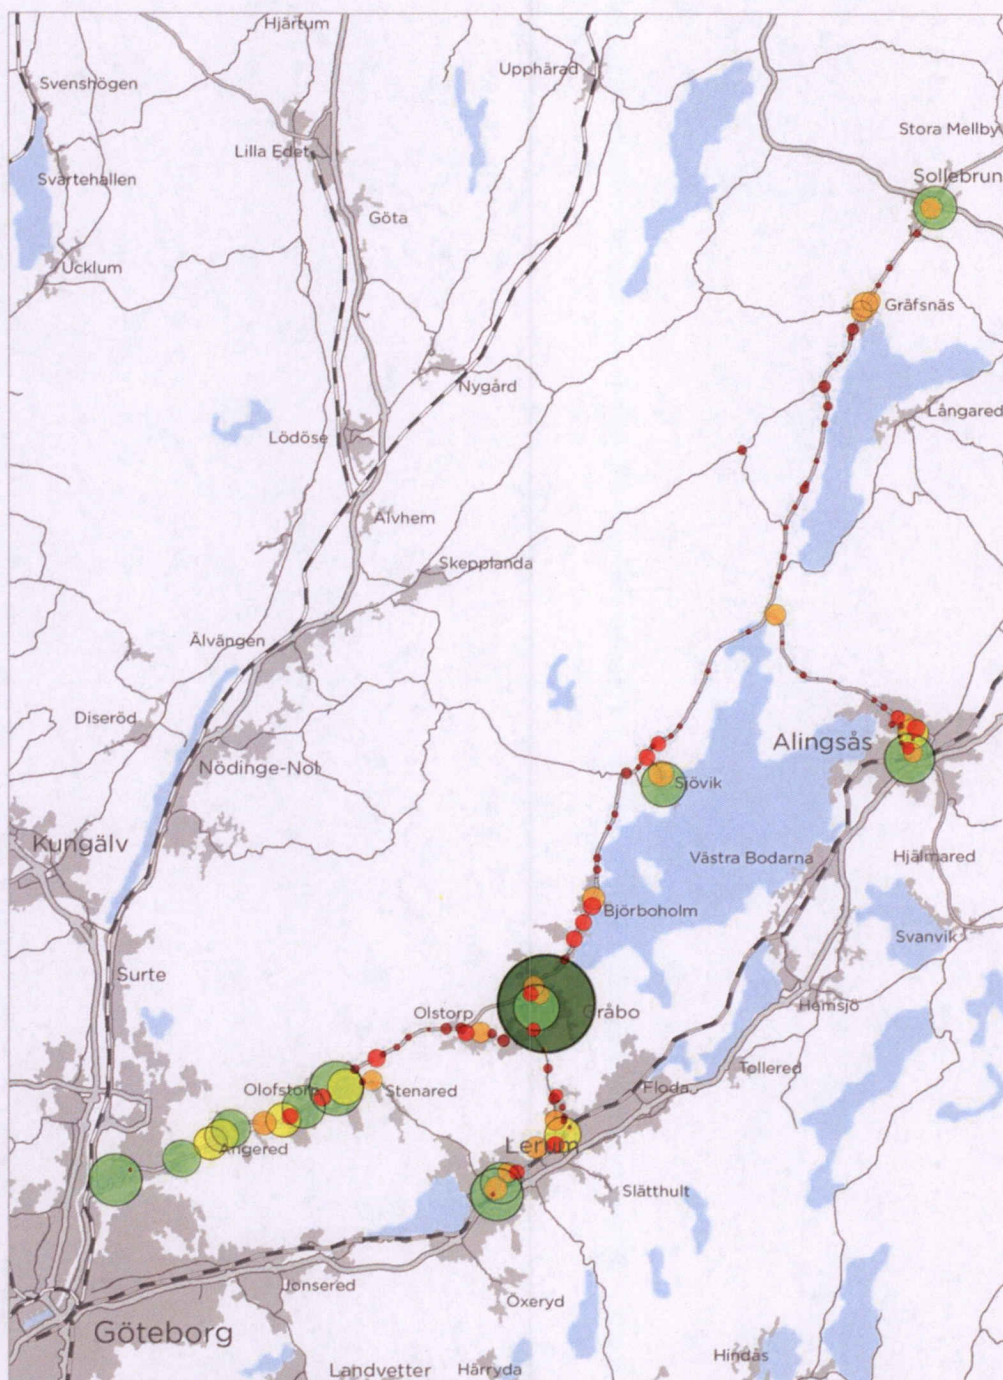 Hjärtum
Upphärad
Svenshögen
Stora Mellby
Lilla Edet
Svartehallen
Sollebrun
Göta
Ucklum
Gräfsnäs
Nygård
Långared
Lödöse
Alvhem
Skepplanda
Älvängen
Diseröd
Alingsås
Nödinge-Nol
Sjövik
Kungälv
Västra Bodarna
Hjälmared
Björboholm
Svanvik
Surte
Hemsjö
Olstorp
Gråbo
Tollered
Olofstorp
Stenared
Floda
Angered
Lerum
Slätthult
Jonsered
Öxeryd
Göteborg
Landvetter
Härryda
Hindås